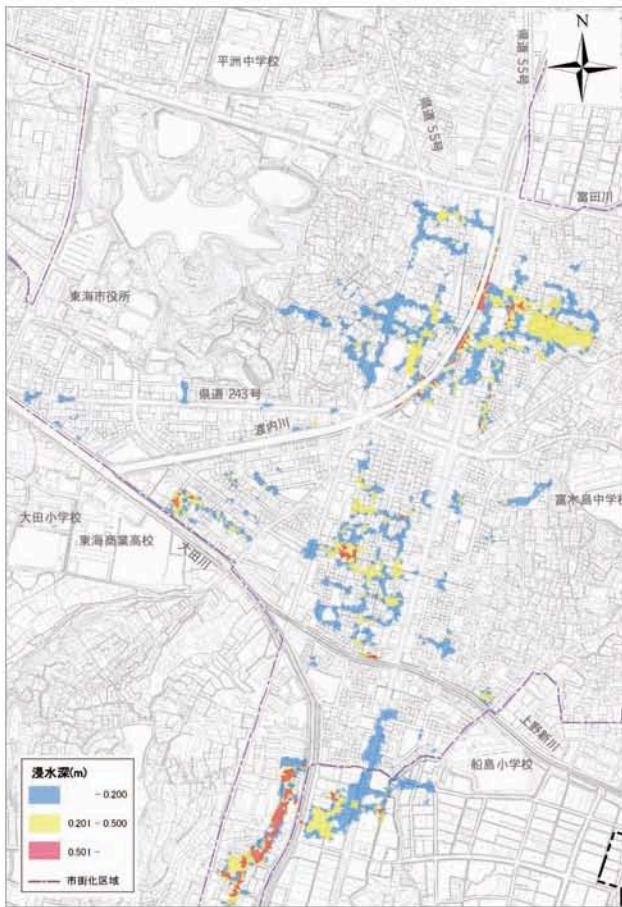 N
平洲中学校
県道 55号
県道 55号
富田川
東海市役所
県道 243号
渡内川
富木島中学校
大田小学校
東海商業高校
大田川
上野新川
船島小学校
浸水深(m)
- 0.200
0.201 - 0.500
0.501 -
市街化区域